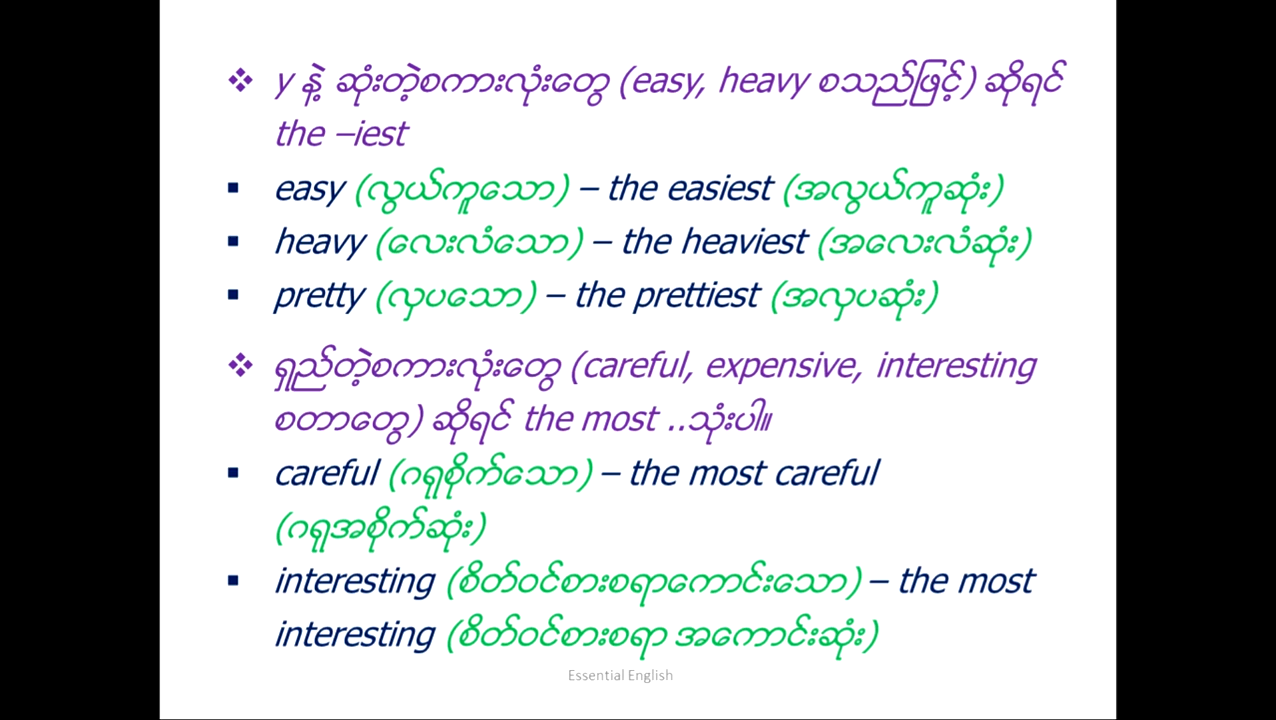 ❖ y နဲ့ ဆုံးတဲ့စကားလုံးတွေ (easy, heavy စသည်ဖြင့်) ဆိုရင်
the –iest
▪ easy (လွယ်ကူသော) – the easiest (အလွယ်ကူဆုံး)
▪ heavy (လေးလံသော) – the heaviest (အလေးလံဆုံး)
▪ pretty (လှပသော) – the prettiest (အလှပဆုံး)
❖ ရှည်တဲ့စကားလုံးတွေ (careful, expensive, interesting
စတာတွေ) ဆိုရင် the most ..သုံးပါ။
▪ careful (ဂရုစိုက်သော) – the most careful
(ဂရုအစိုက်ဆုံး)
▪ interesting (စိတ်ဝင်စားစရာကောင်းသော) – the most
interesting (စိတ်ဝင်စားစရာ အကောင်းဆုံး)
Essential English